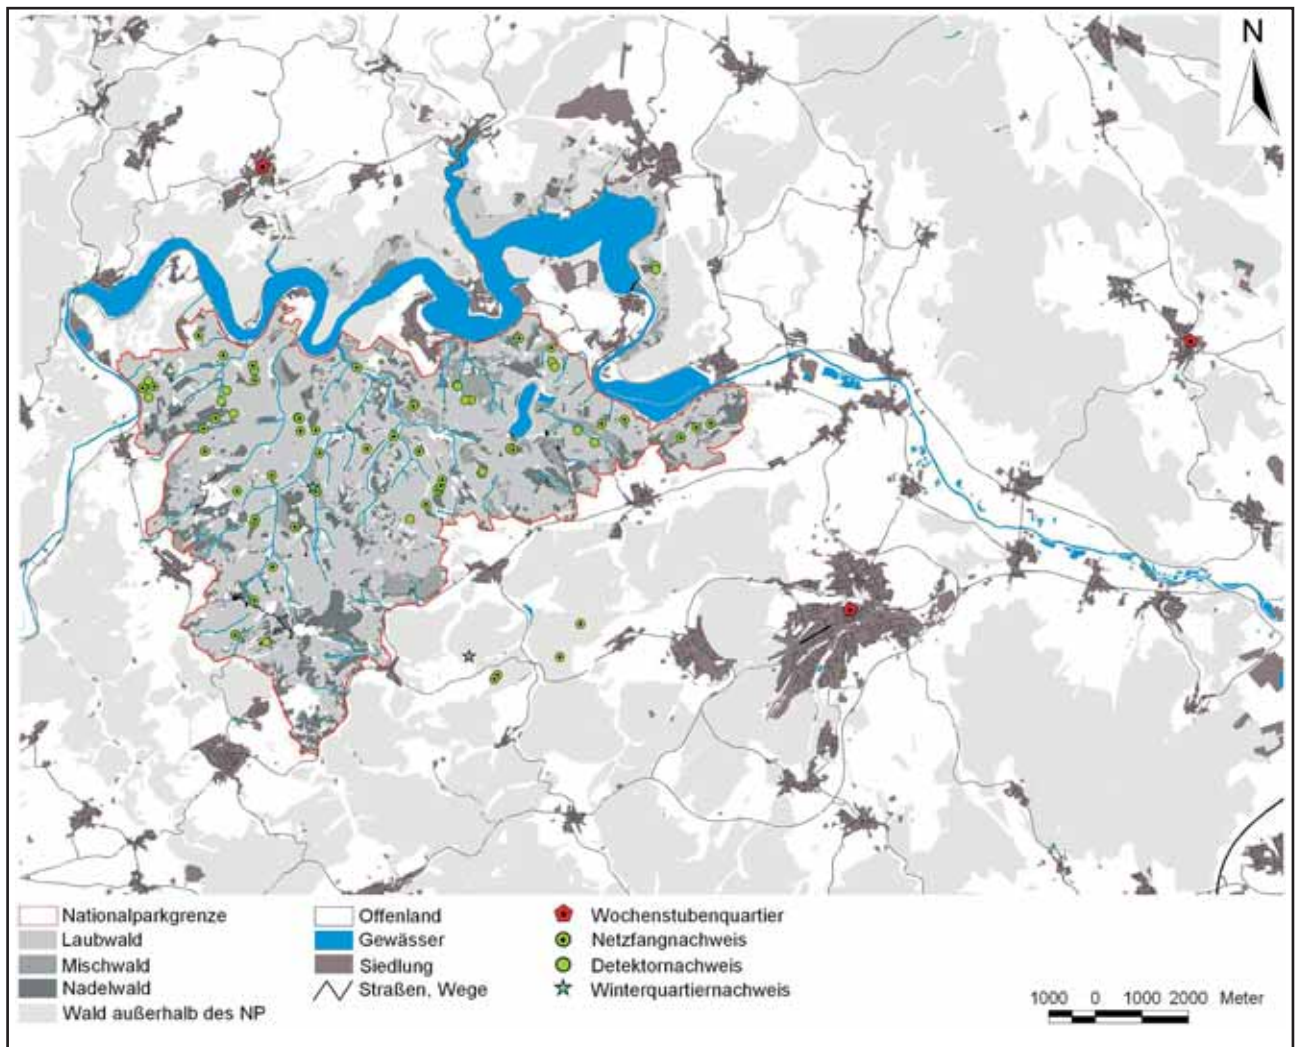 N
Nationalparkgrenze
Laubwald
Mischwald
Nadelwald
Wald außerhalb des NP
Offenland
Gewässer
Siedlung
Straßen, Wege
Wochenstubenquartier
Netzfangnachweis
Detektornachweis
Winterquartiernachweis
1000 0 1000 2000 Meter